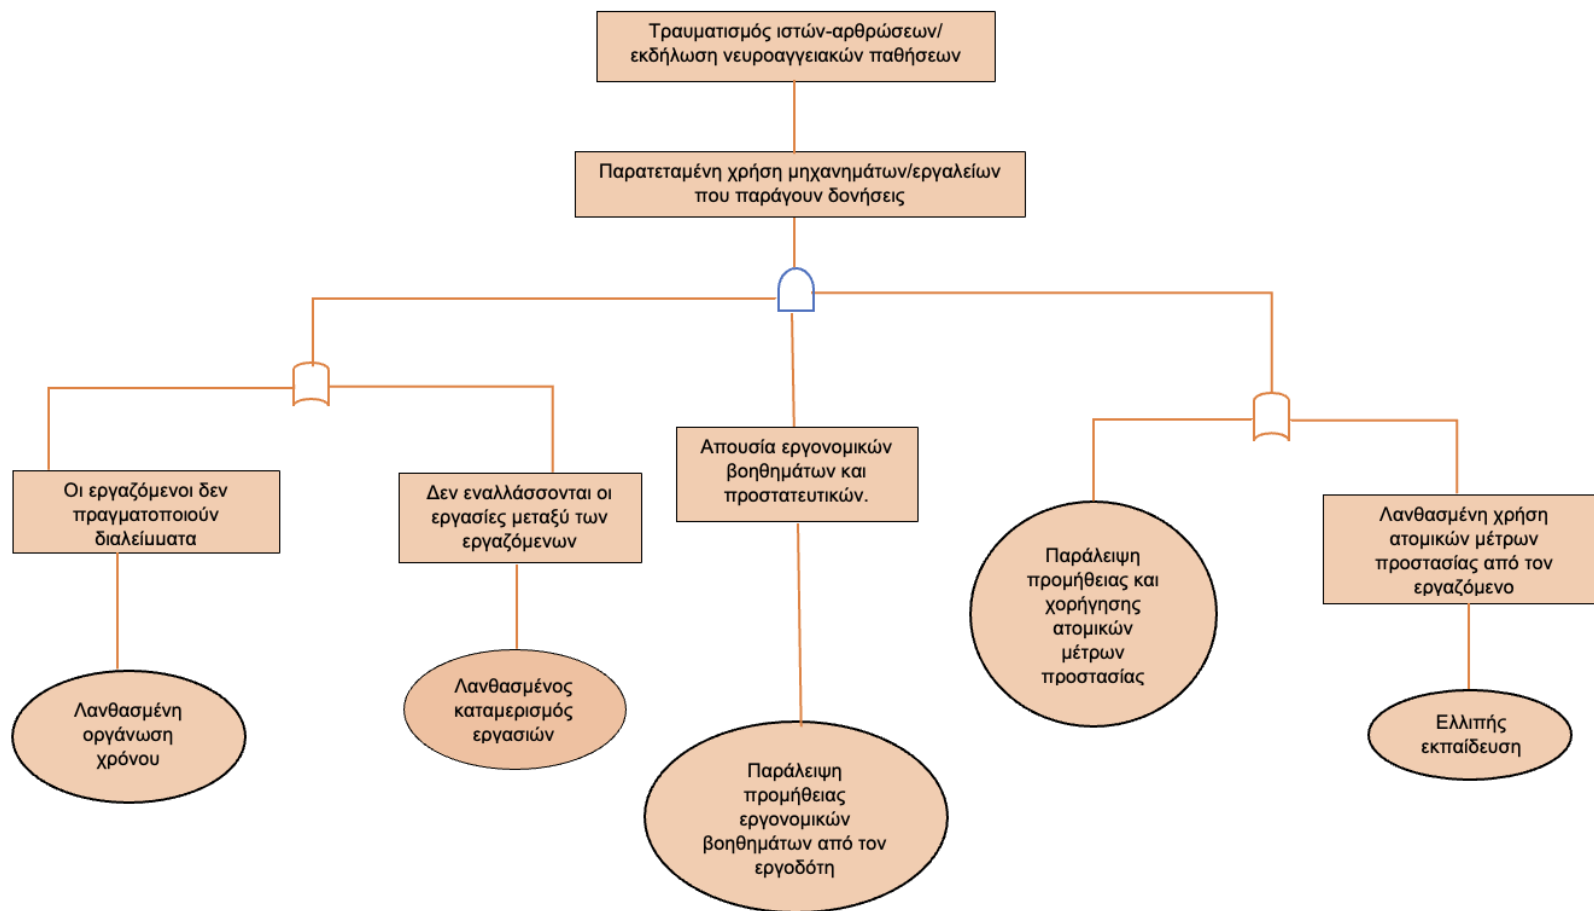 Τραυματισμός ιστών-αρθρώσεων/
εκδήλωση νευροαγγειακών παθήσεων
Παρατεταμένη χρήση μηχανημάτων/εργαλείων
που παράγουν δονήσεις
Οι εργαζόμενοι δεν
πραγματοποιούν
διαλείμματα
Δεν εναλλάσσονται οι
εργασίες μεταξύ των
εργαζόμενων
Απουσία εργονομικών
βοηθημάτων και
προστατευτικών.
Παράλειψη
προμήθειας και
χορήγησης
ατομικών
μέτρων
προστασίας
Λανθασμένη χρήση
ατομικών μέτρων
προστασίας από τον
εργαζόμενο
Λανθασμένη
οργάνωση
χρόνου
Λανθασμένος
καταμερισμός
εργασιών
Παράλειψη
προμήθειας
εργονομικών
βοηθημάτων από τον
εργοδότη
Ελλιπής
εκπαίδευση